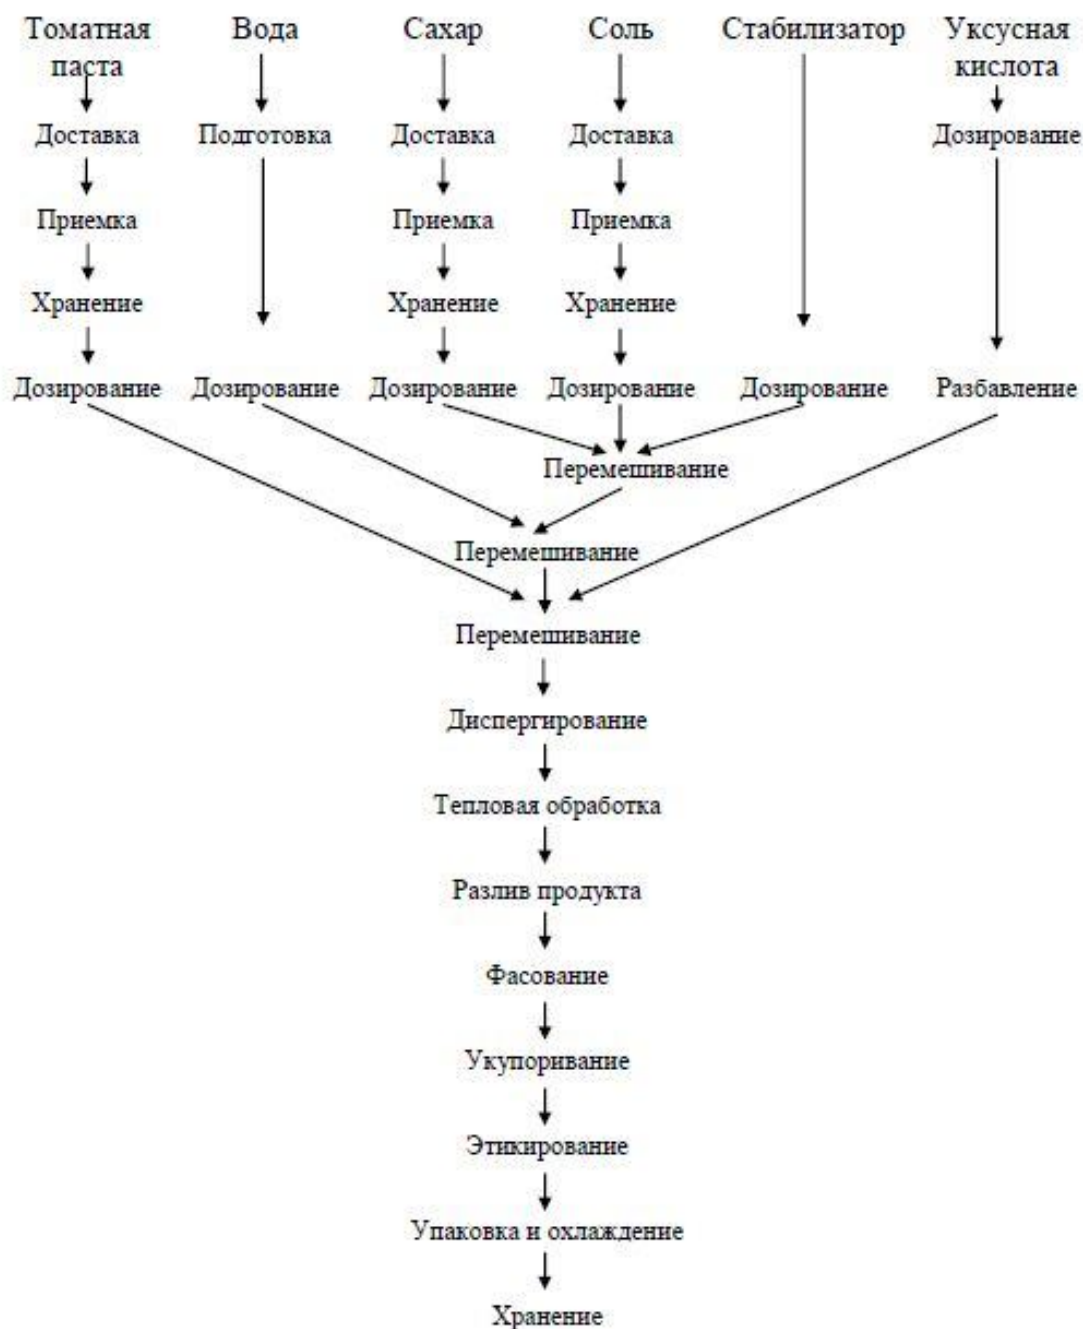 Томатная паста Вода Сахар Соль Стабилизатор Уксусная кислота
Доставка Подготовка Доставка Доставка Дозирование
Приемка Приемка Приемка
Хранение Хранение Хранение
Дозирование Дозирование Дозирование Дозирование Дозирование Разбавление
Перемешивание
Перемешивание
Перемешивание
Диспергирование
Тепловая обработка
Разлив продукта
Фасование
Укупоривание
Этикирование
Упаковка и охлаждение
Хранение